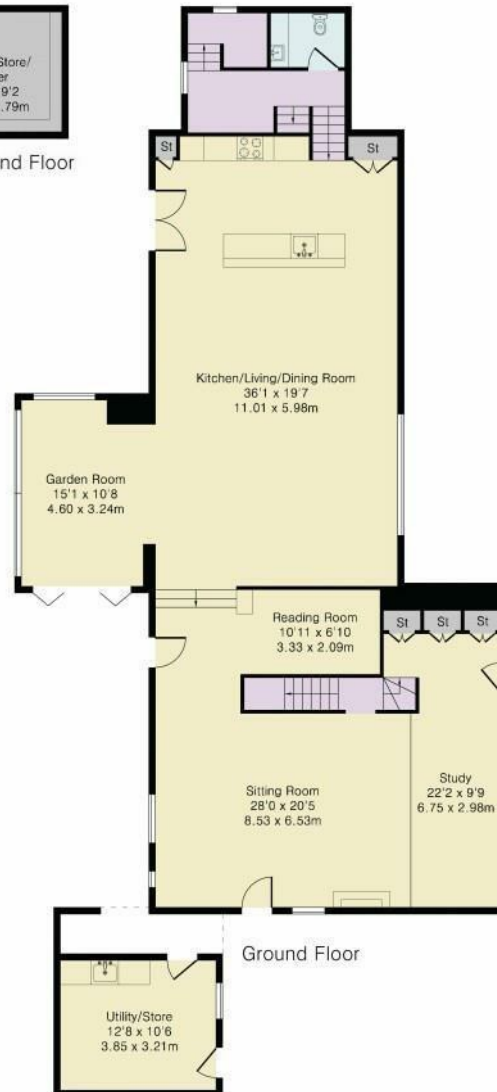 Store/
er
9'2
.79m
nd Floor
St
St
Kitchen/Living/Dining Room
36'1 x 19'7
11.01 x 5.98m
Garden Room
15'1 x 10'8
4.60 x 3.24m
Reading Room
10'11 x 6'10
3.33 x 2.09m
St
St
St
Sitting Room
28'0 x 20'5
8.53 x 6.53m
Study
22'2 x 9'9
6.75 x 2.98m
Ground Floor
Utility/Store
12'8 x 10'6
3.85 x 3.21m